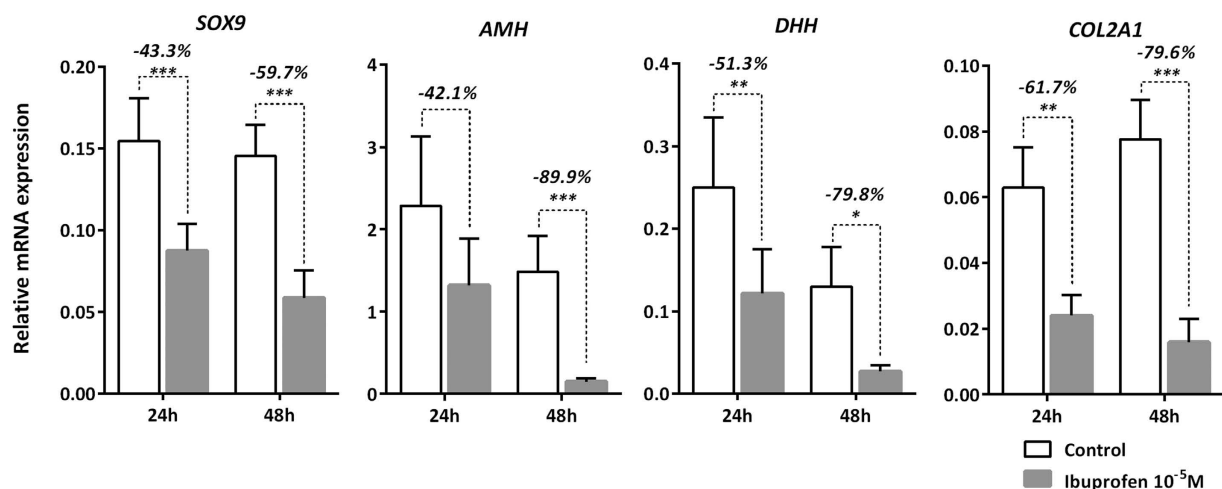 SOX9
-43.3%
***
-59.7%
***
Relative mRNA expression
0.20
0.15
0.10
0.05
0.00
24h
48h
AMH
-42.1%
-89.9%
***
4
3
2
1
0
24h
48h
DHH
-51.3%
**
-79.8%
*
0.4
0.3
0.2
0.1
0.0
24h
48h
COL2A1
-61.7%
**
-79.6%
***
0.10
0.08
0.06
0.04
0.02
0.00
24h
48h
Control
Ibuprofen 10⁻⁵M